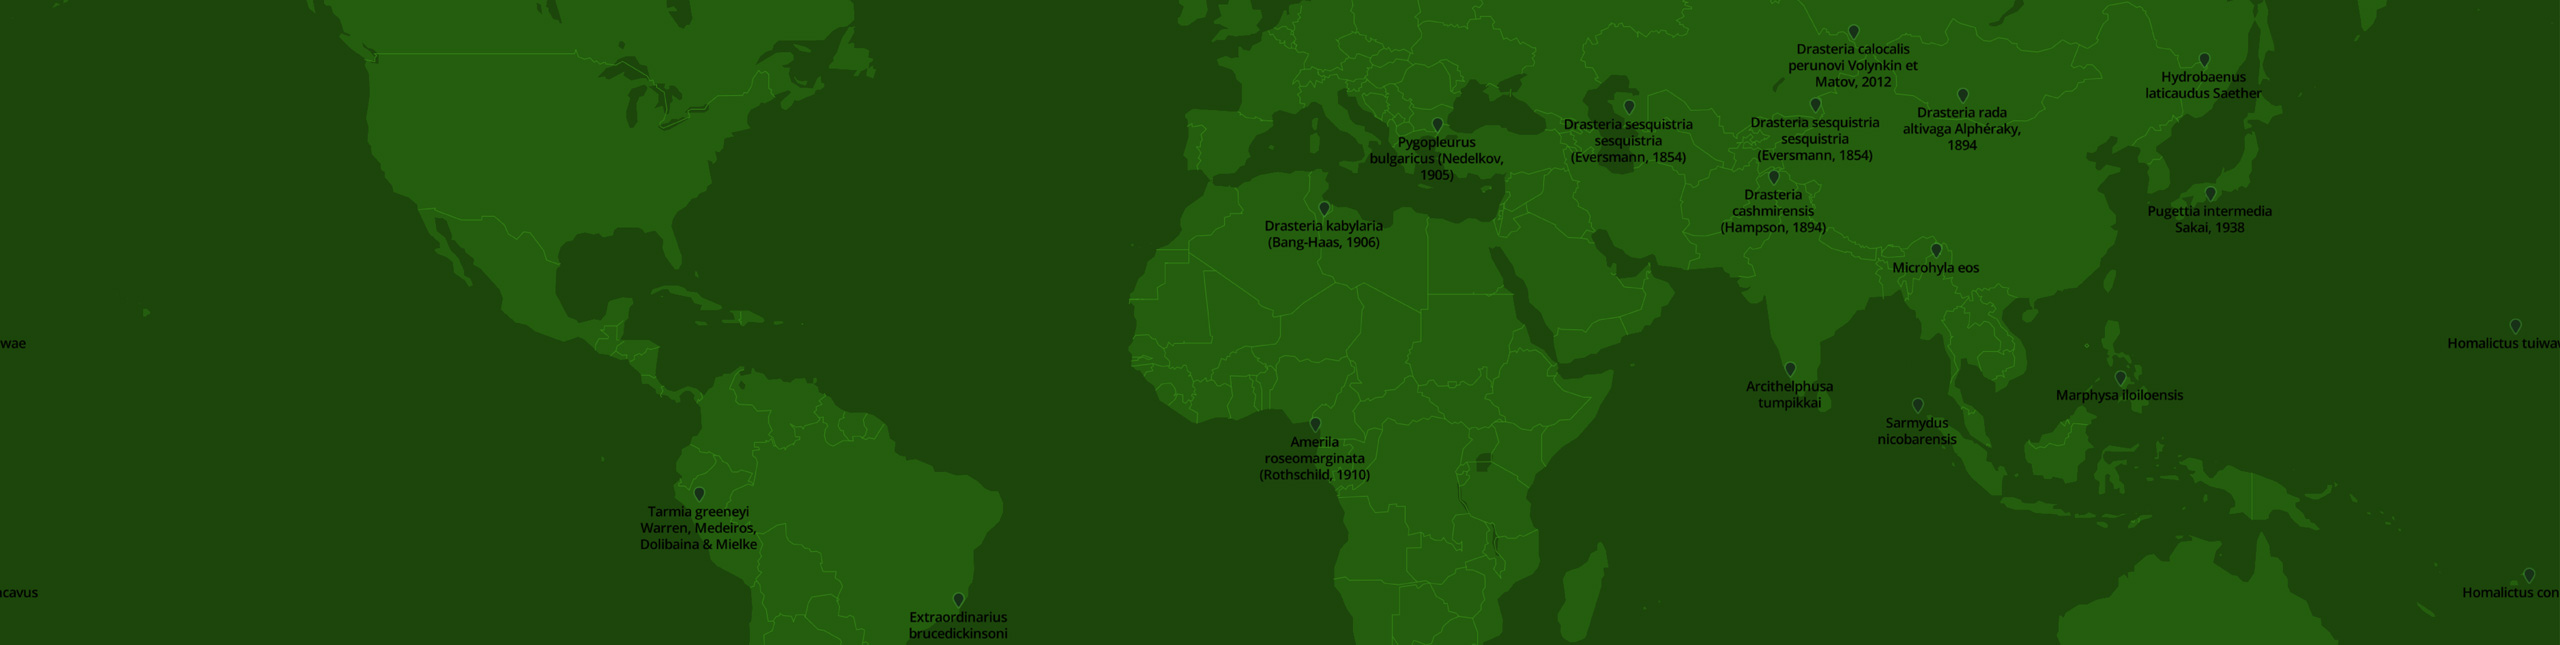 Drasteria calocalis
perunovi Volynkin et
Matov, 2012
Hydrobaenus
laticaudus Saether
Drasteria rada
altivaga Alphéraky,
1894
Drasteria sesquistria
sesquistria
(Eversmann, 1854)
Drasteria sesquistria
sesquistria
(Eversmann, 1854)
Pygopleurus
bulgaricus (Nedelkov,
1905)
Drasteria
cashmirensis
(Hampson, 1894)
Pugettia intermedia
Sakai, 1938
Drasteria kabylaria
(Bang-Haas, 1906)
Microhyla eos
wae
Homalictus tuiwaw
Arcithelphusa
tumpikkai
Marphysa iloiloensis
Sarmydus
nicobarensis
Amerila
roseomarginata
(Rothschild, 1910)
Tarmia greeneyi
Warren, Medeiros,
Dolibaina & Mielke
ncavus
Homalictus con
Extraordinarius
brucedickinsoni